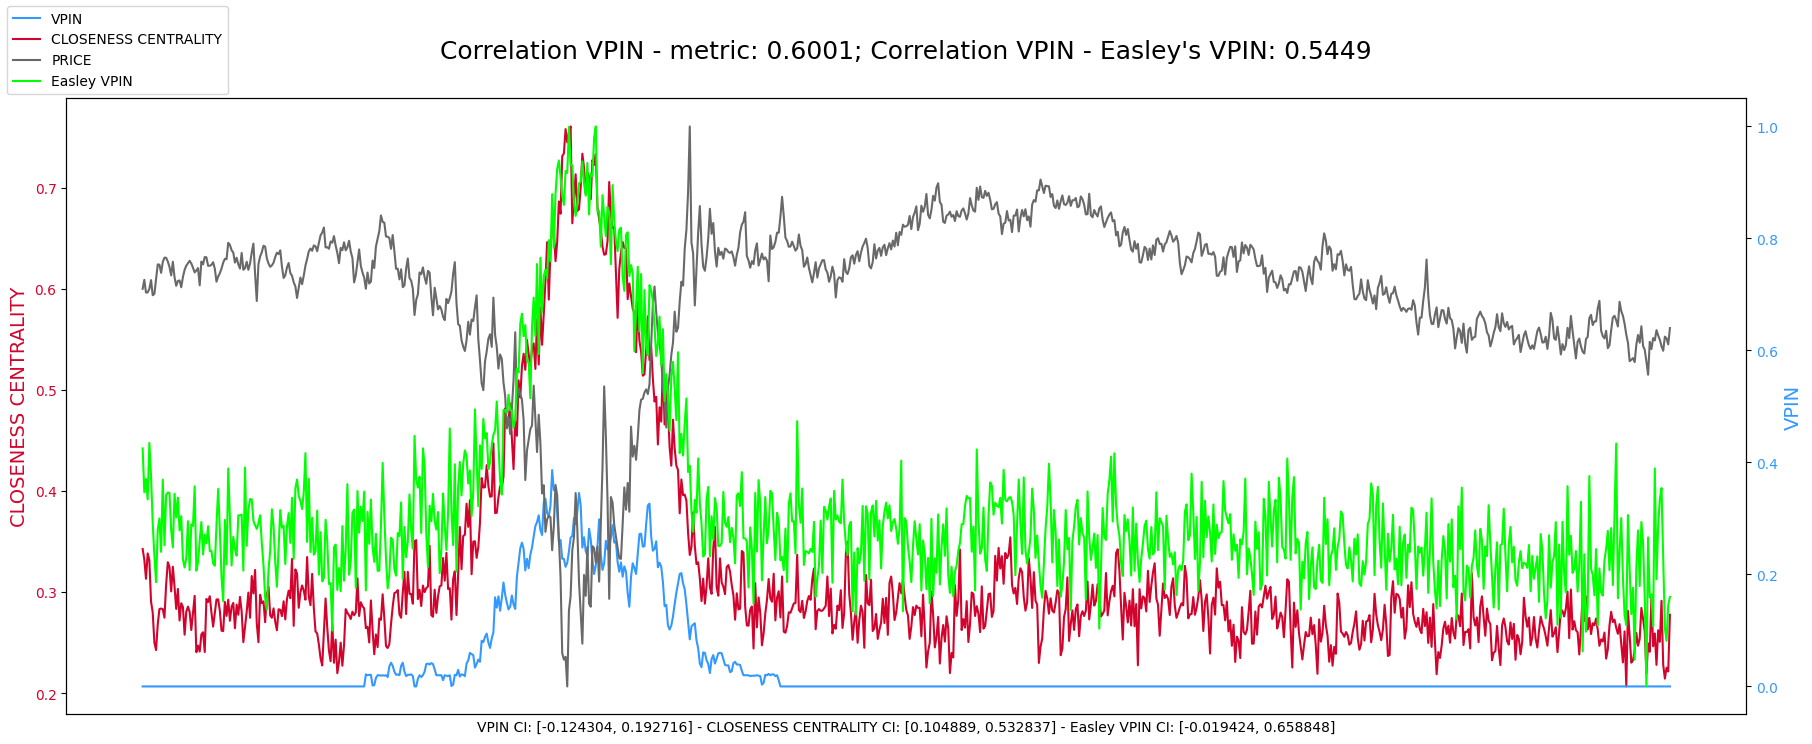 VPIN
CLOSENESS CENTRALITY
PRICE
Easley VPIN
Correlation VPIN - metric: 0.6001; Correlation VPIN - Easley's VPIN: 0.5449
CLOSENESS CENTRALITY
0.7
0.6
0.5
0.4
0.3
0.2
1.0
0.8
0.6
0.4
0.2
0.0
VPIN
VPIN CI: [-0.124304, 0.192716] - CLOSENESS CENTRALITY CI: [0.104889, 0.532837] - Easley VPIN CI: [-0.019424, 0.658848]